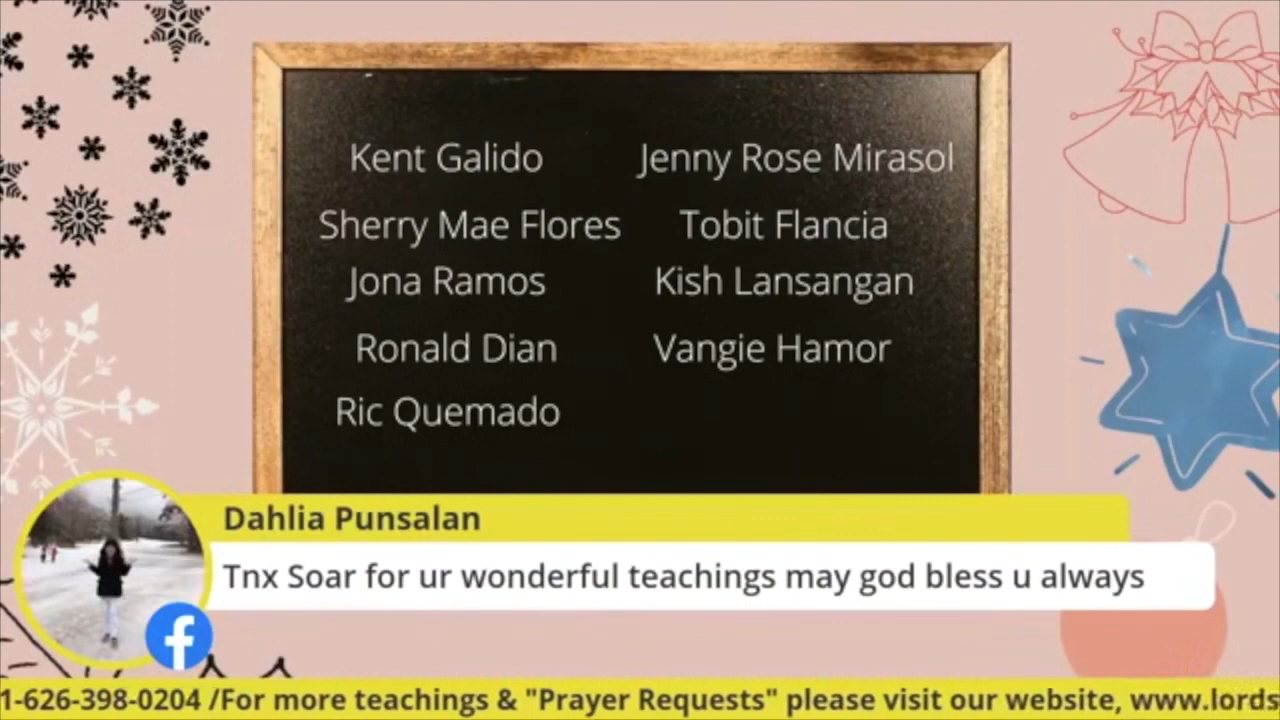 Kent Galido
Jenny Rose Mirasol
Sherry Mae Flores
Tobit Flancia
Jona Ramos
Kish Lansangan
Ronald Dian
Vangie Hamor
Ric Quemado
Dahlia Punsalan
Tnx Soar for ur wonderful teachings may god bless u always
1-626-398-0204 /For more teachings & "Prayer Requests" please visit our website, www.lords